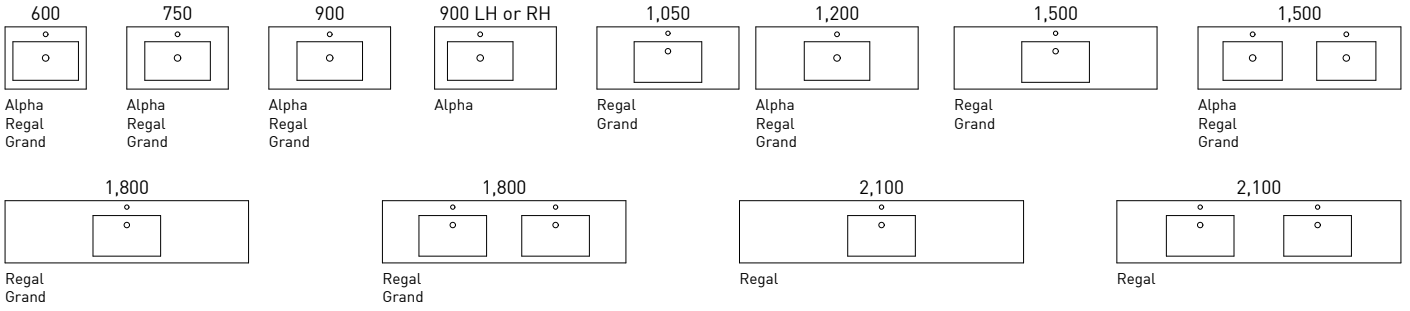 600
Alpha
Regal
Grand
750
Alpha
Regal
Grand
900
Alpha
Regal
Grand
900 LH or RH
Alpha
1,050
Regal
Grand
1,200
Alpha
Regal
Grand
1,500
Regal
Grand
1,500
Alpha
Regal
Grand
1,800
Regal
Grand
1,800
Regal
Grand
2,100
Regal
2,100
Regal